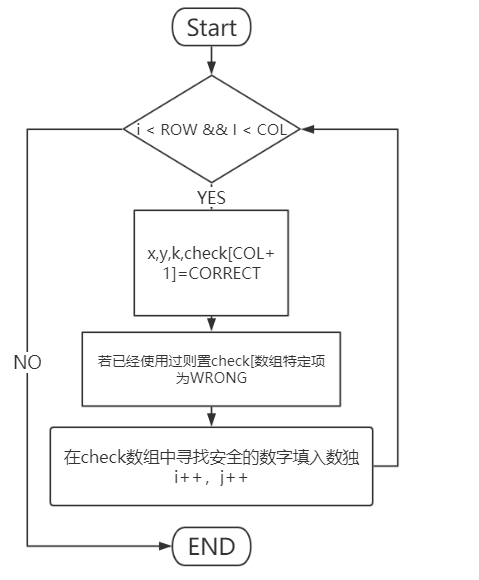 Start
i < ROW && I < COL
YES
x,y,k,check[COL+
1]=CORRECT
若已经使用过则置check[数组特定项
为WRONG
NO
在check数组中寻找安全的数字填入数独
i++，j++
END